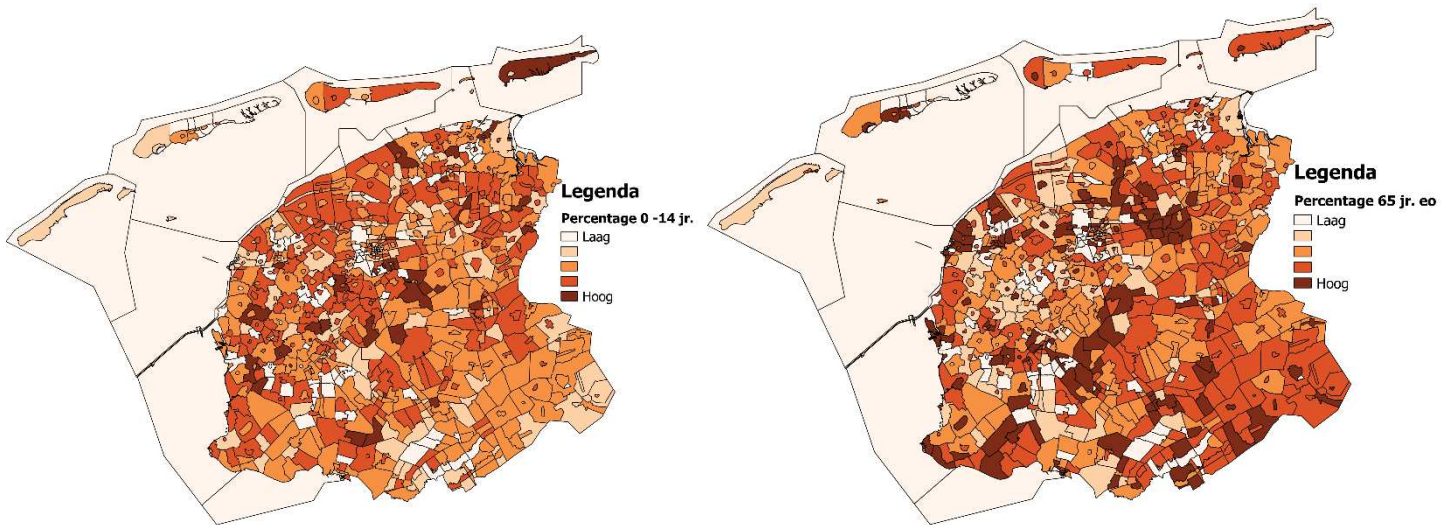 Legenda
Percentage 0 -14 jr.
Laag
Hoog
Legenda
Percentage 65 jr. eo
Laag
Hoog